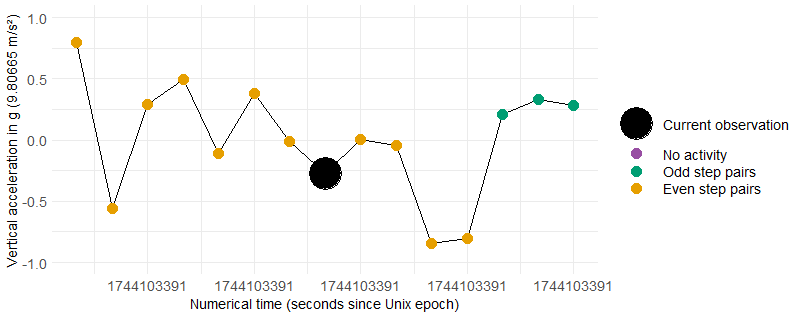 Vertical acceleration in g (9.80665 m/s²)
1.0
0.5
0.0
-0.5
-1.0
1744103391 1744103391 1744103391 1744103391 1744103391
Numerical time (seconds since Unix epoch)
Current observation
No activity
Odd step pairs
Even step pairs